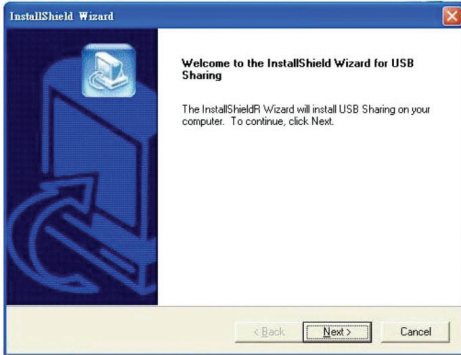 InstallShield Wizard
Welcome to the InstallShield Wizard for USB
Sharing
The InstallShieldR Wizard will install USB Sharing on your
computer. To continue, click Next.
< Back
Next >
Cancel